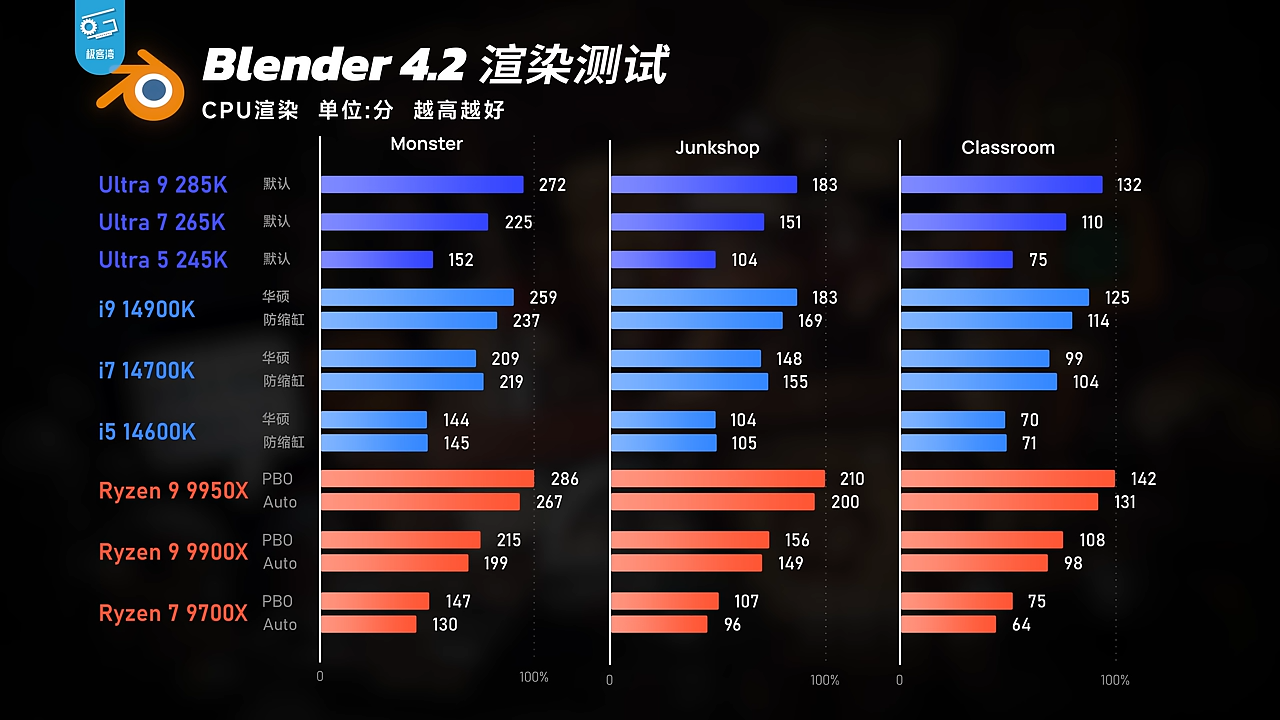 极客湾
Blender 4.2 渲染测试
CPU渲染 单位:分 越高越好
Monster Junkshop Classroom
Ultra 9 285K 默认 272 183 132
Ultra 7 265K 默认 225 151 110
Ultra 5 245K 默认 152 104 75
i9 14900K
华硕 259 183 125
防缩缸 237 169 114
i7 14700K
华硕 209 148 99
防缩缸 219 155 104
i5 14600K
华硕 144 104 70
防缩缸 145 105 71
Ryzen 9 9950X
PBO 286 210 142
Auto 267 200 131
Ryzen 9 9900X
PBO 215 156 108
Auto 199 149 98
Ryzen 7 9700X
PBO 147 107 75
Auto 130 96 64
0 100% 0 100% 0 100%